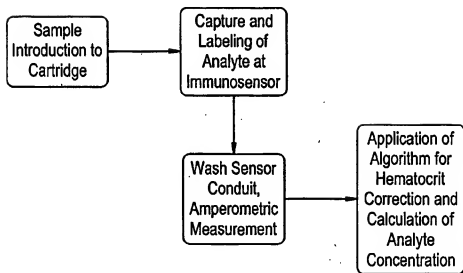 Sample
Introduction to
Cartridge
Capture and
Labeling of
Analyte at
Immunosensor
Wash Sensor
Conduit,
Amperometric
Measurement
Application of
Algorithm for
Hematocrit
Correction and
Calculation of
Analyte
Concentration